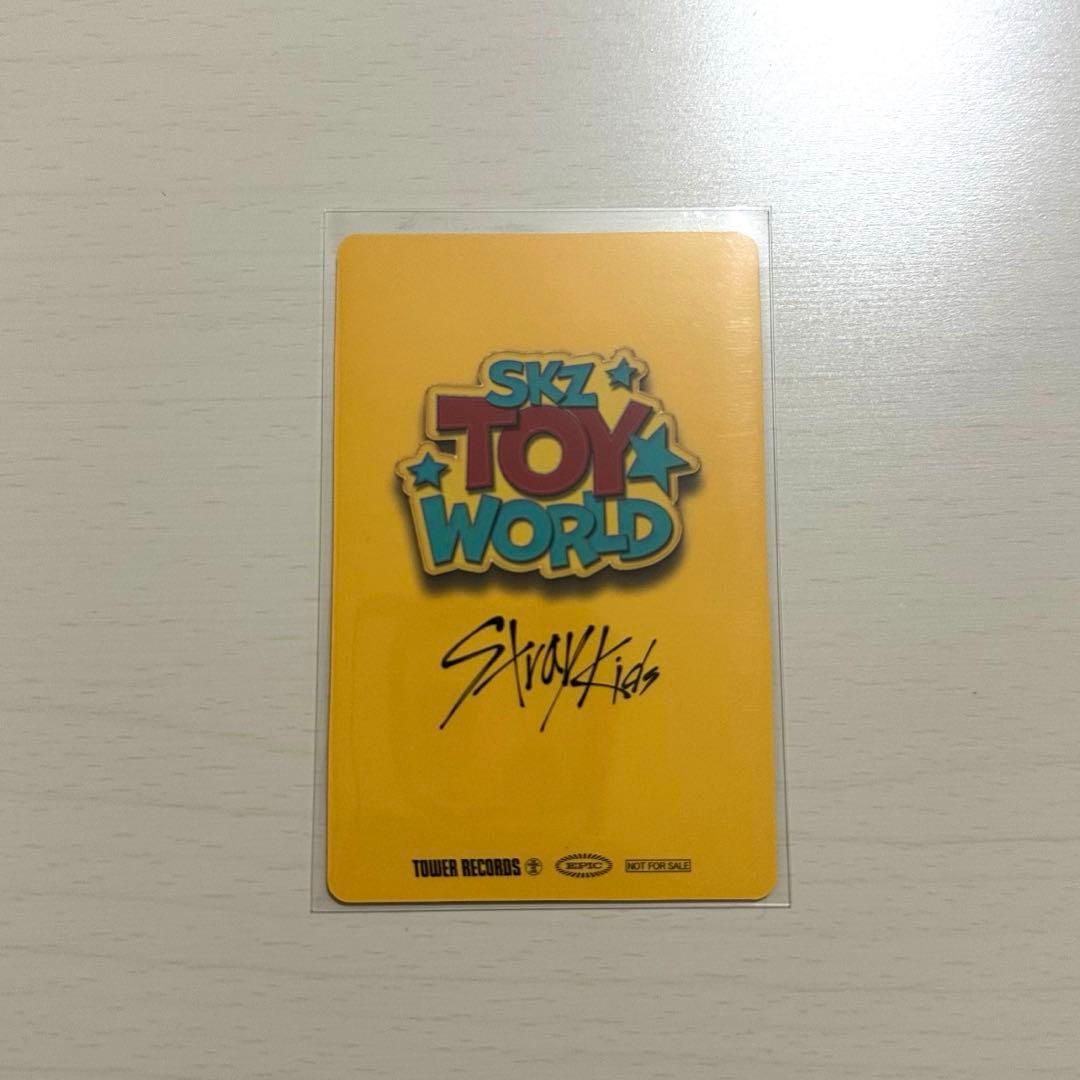 SKZ
TOY
WORLD
Stray Kids
TOWER RECORDS EPIC NOT FOR SALE